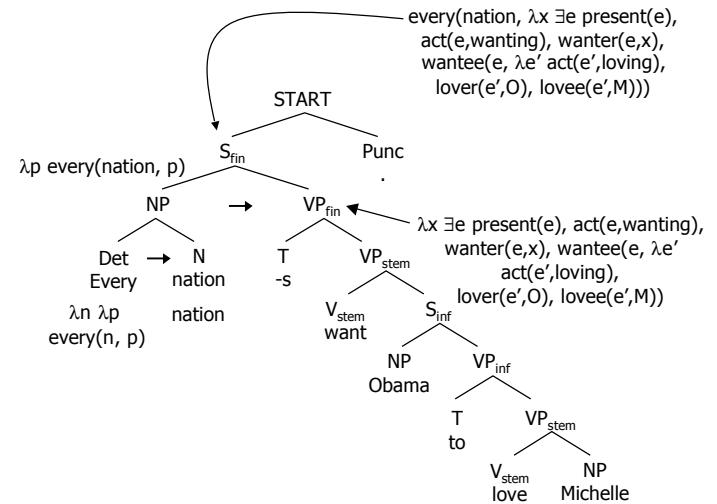 every(nation, λx ∃e present(e),
act(e,wanting), wanter(e,x),
wantee(e, λe’ act(e’,loving),
lover(e’,O), lovee(e’,M)))
START
S_fin
Punc
.
λp every(nation, p)
NP
→
VP_fin
λx ∃e present(e), act(e,wanting),
wanter(e,x), wantee(e, λe’
act(e’,loving),
lover(e’,O), lovee(e’,M))
Det → N
Every nation
T
-s
VP_stem
λn λp
every(n, p)
nation
V_stem
want
S_inf
NP
Obama
VP_inf
T
to
VP_stem
V_stem
love
NP
Michelle